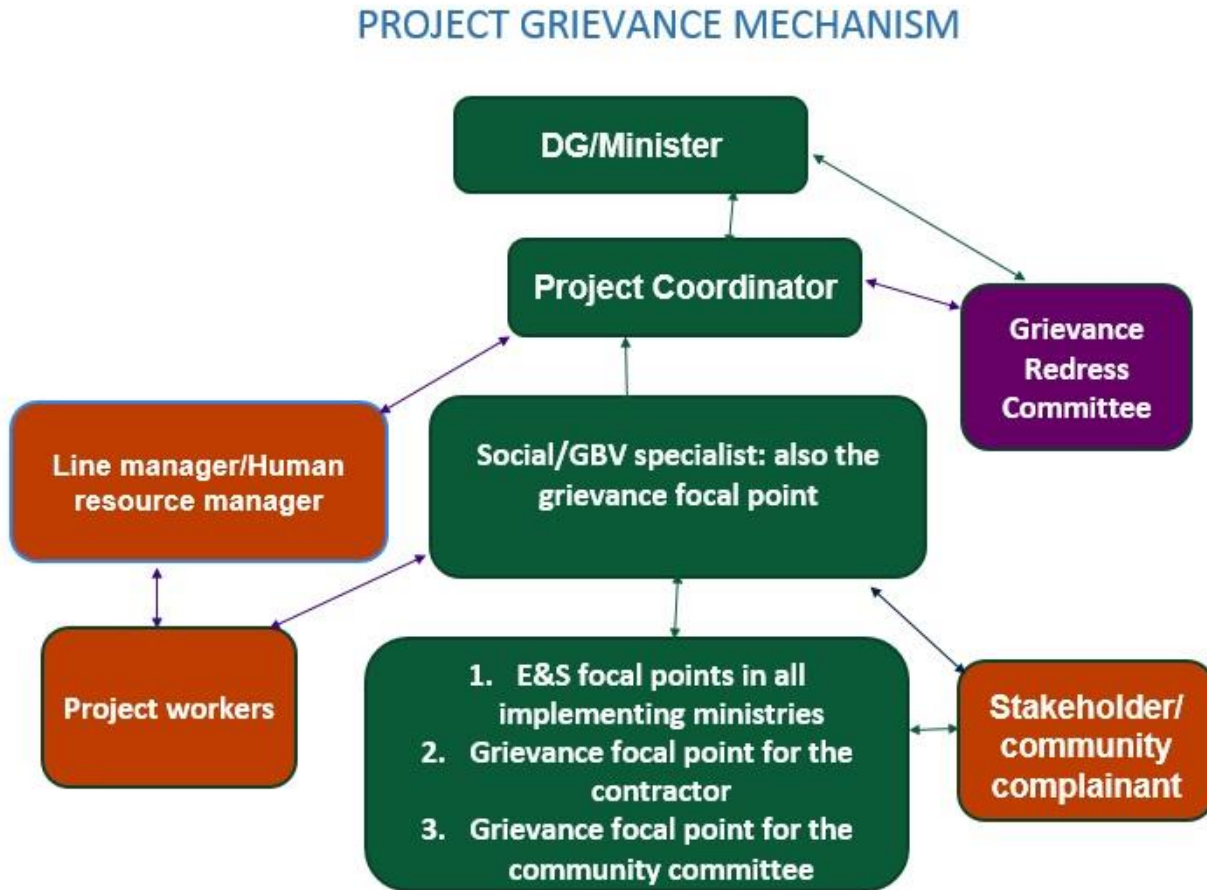 PROJECT GRIEVANCE MECHANISM
DG/Minister
Project Coordinator
Grievance
Redress
Committee
Line manager/Human
resource manager
Social/GBV specialist: also the
grievance focal point
Project workers
1. E&S focal points in all
implementing ministries
2. Grievance focal point for the
contractor
3. Grievance focal point for the
community committee
Stakeholder/
community
complainant